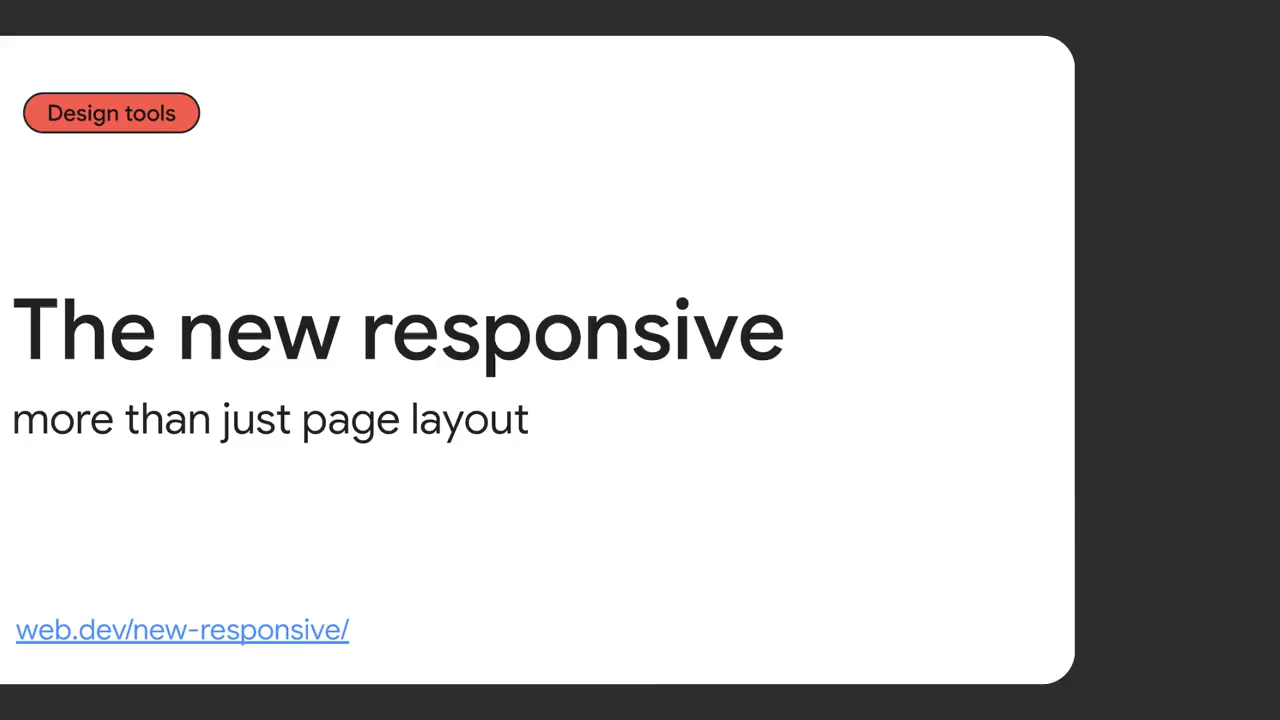 Design tools
The new responsive
more than just page layout
web.dev/new-responsive/